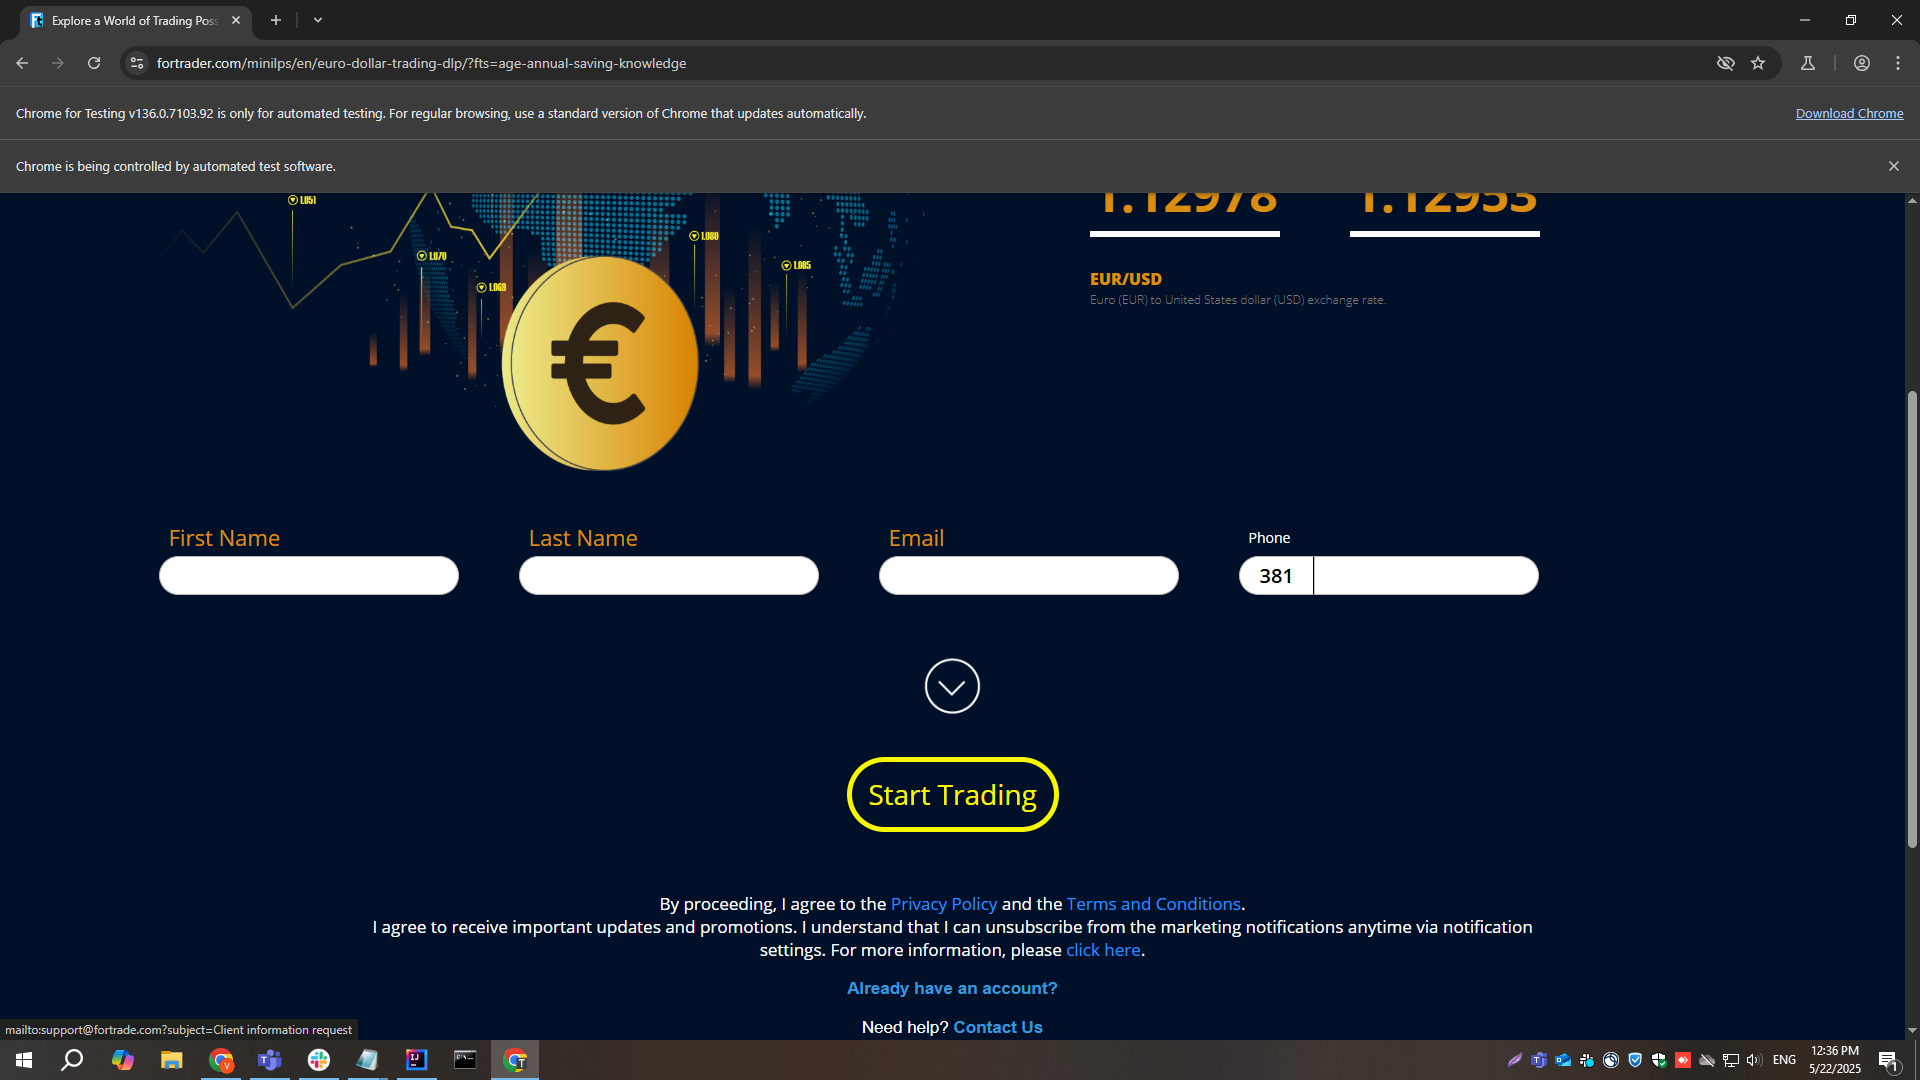 Explore a World of Trading Poss
fortrader.com/minilps/en/euro-dollar-trading-dlp/?fts=age-annual-saving-knowledge
Chrome for Testing v136.0.7103.92 is only for automated testing. For regular browsing, use a standard version of Chrome that updates automatically.
Download Chrome
Chrome is being controlled by automated test software.
1.051
1.12978
1.12953
1.080
1.070
1.085
1.069
EUR/USD
Euro (EUR) to United States dollar (USD) exchange rate.
€
First Name
Last Name
Email
Phone
381
Start Trading
By proceeding, I agree to the Privacy Policy and the Terms and Conditions.
I agree to receive important updates and promotions. I understand that I can unsubscribe from the marketing notifications anytime via notification
settings. For more information, please click here.
Already have an account?
Need help? Contact Us
mailto:support@fortrade.com?subject=Client information request
ENG
12:36 PM
5/22/2025
1